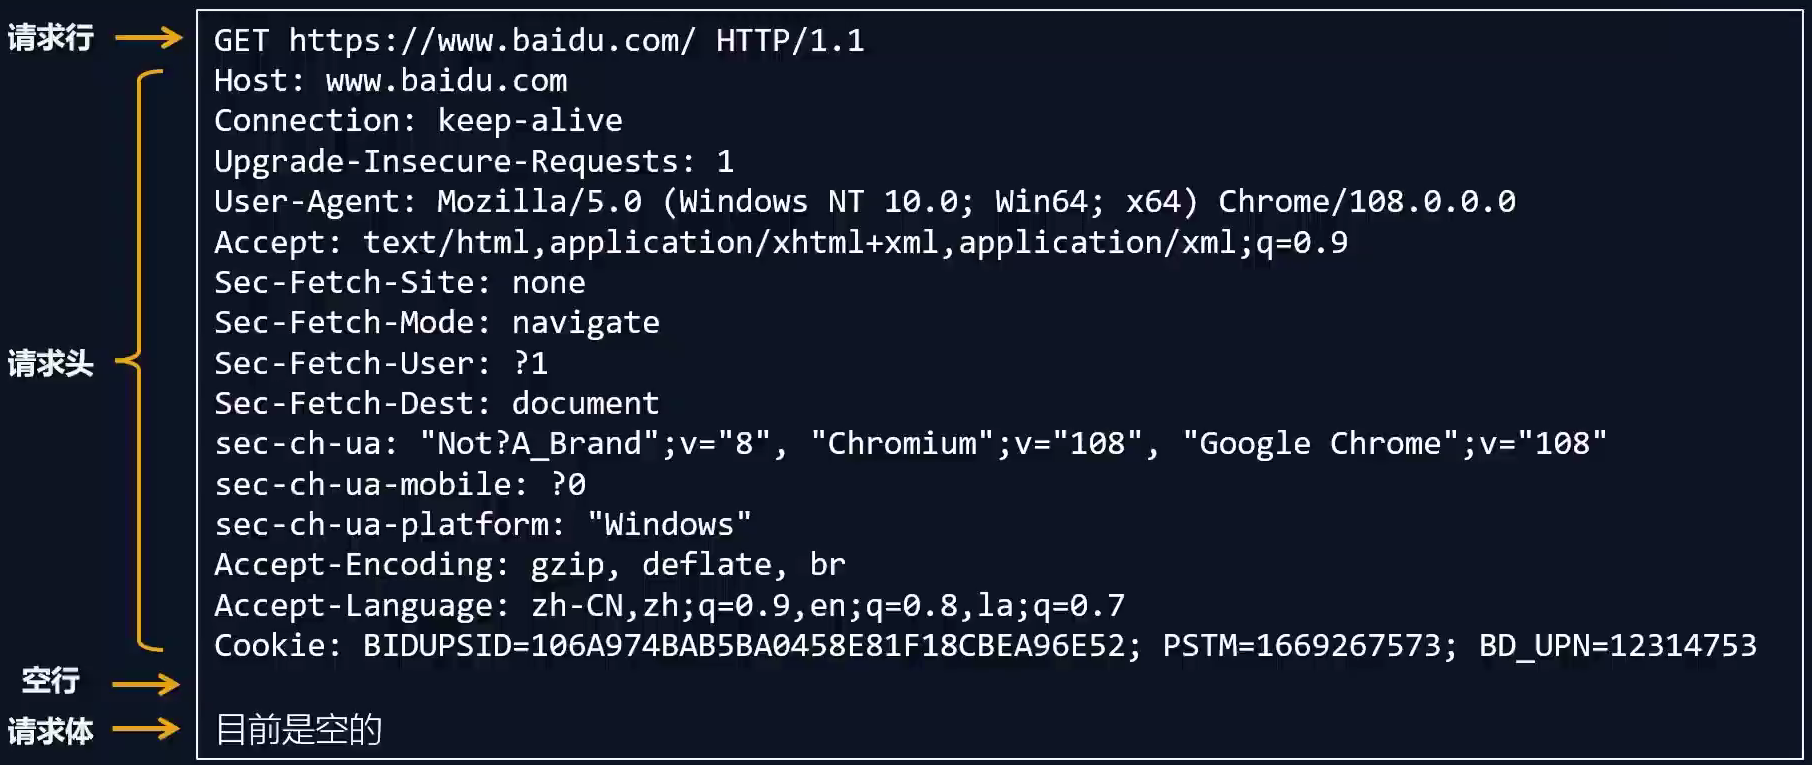 请求行 GET https://www.baidu.com/ HTTP/1.1
Host: www.baidu.com
Connection: keep-alive
Upgrade-Insecure-Requests: 1
User-Agent: Mozilla/5.0 (Windows NT 10.0; Win64; x64) Chrome/108.0.0.0
Accept: text/html,application/xhtml+xml,application/xml;q=0.9
Sec-Fetch-Site: none
Sec-Fetch-Mode: navigate
请求头 Sec-Fetch-User: ?1
Sec-Fetch-Dest: document
sec-ch-ua: "Not?A_Brand";v="8", "Chromium";v="108", "Google Chrome";v="108"
sec-ch-ua-mobile: ?0
sec-ch-ua-platform: "Windows"
Accept-Encoding: gzip, deflate, br
Accept-Language: zh-CN,zh;q=0.9,en;q=0.8,la;q=0.7
Cookie: BIDUPSID=106A974BAB5BA0458E81F18CBEA96E52; PSTM=1669267573; BD_UPN=12314753
空行
请求体 目前是空的